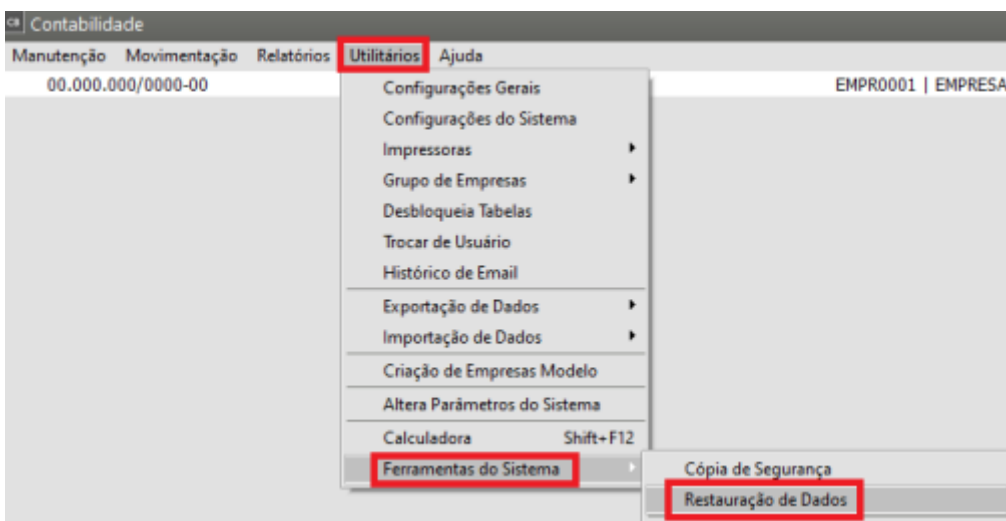 CB Contabilidade
Manutenção Movimentação Relatórios Utilitários Ajuda
00.000.000/0000-00 EMPR0001 | EMPRESA
Configurações Gerais
Configurações do Sistema
Impressoras
Grupo de Empresas
Desbloqueia Tabelas
Trocar de Usuário
Histórico de Email
Exportação de Dados
Importação de Dados
Criação de Empresas Modelo
Altera Parâmetros do Sistema
Calculadora Shift+F12
Ferramentas do Sistema
Cópia de Segurança
Restauração de Dados